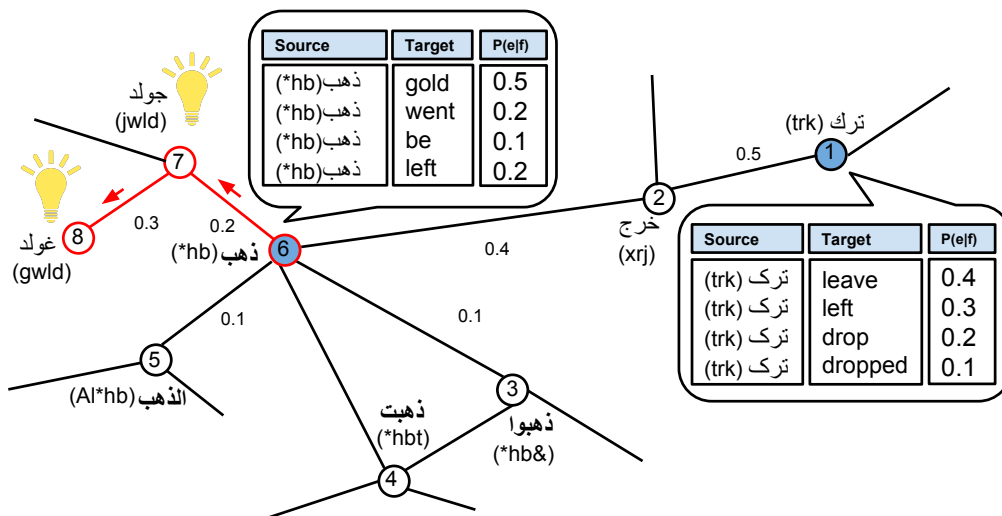 Source Target P(e|f)
ذهب(*hb) gold 0.5
ذهب(*hb) went 0.2
ذهب(*hb) be 0.1
ذهب(*hb) left 0.2
جولد
(jwld)
7
غولد
(gwld)
8
0.3
0.2
ذهب (*hb)
6
0.4
خرج
(xrj)
2
0.5
ترك (trk)
1
Source Target P(e|f)
ترك (trk) leave 0.4
ترك (trk) left 0.3
ترك (trk) drop 0.2
ترك (trk) dropped 0.1
0.1
0.1
5
الذهب (Al*hb)
3
ذهبوا
(*hb&)
ذهبت
(*hbt)
4